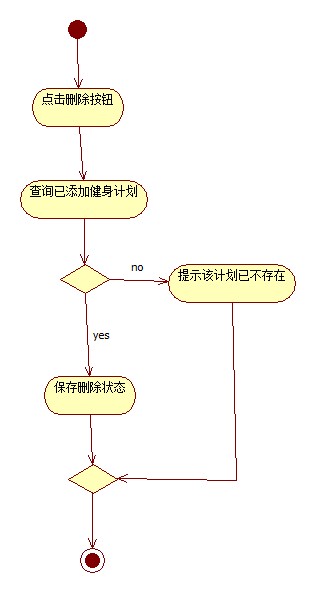 点击删除按钮
查询已添加健身计划
no
提示该计划已不存在
yes
保存删除状态